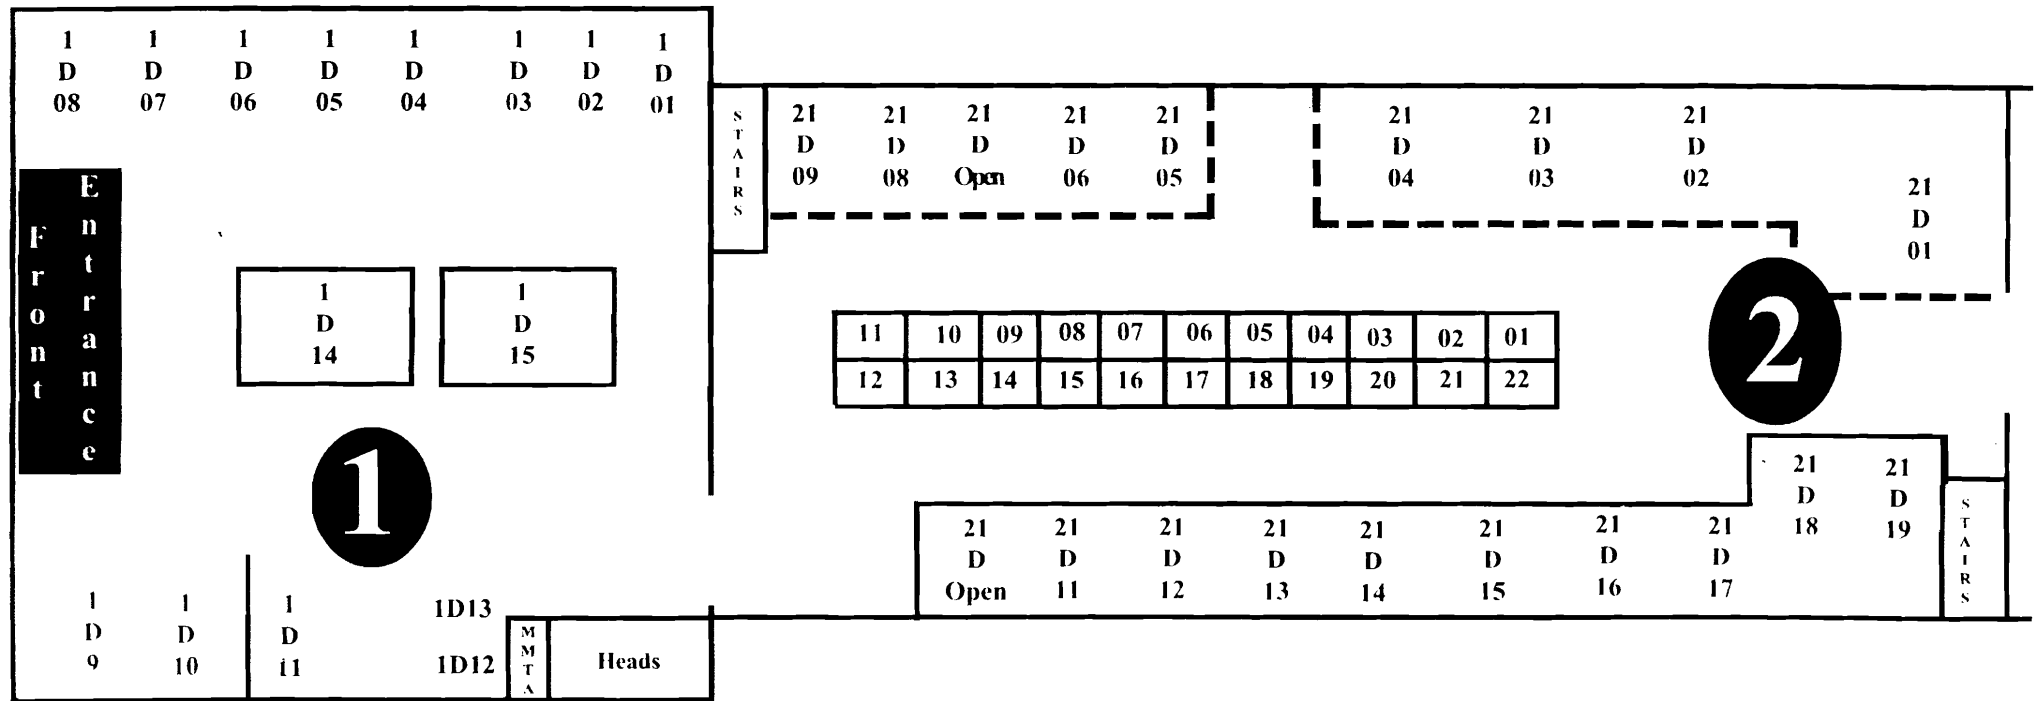 1 D 08
1 D 07
1 D 06
1 D 05
1 D 04
1 D 03
1 D 02
1 D 01
Front Entrance
1 D 14
1 D 15
1
1 D 9
1 D 10
1 D 11
1D13
1D12
MMTA
Heads
STAIRS
21 D 09
21 D 08
21 D Open
21 D 06
21 D 05
21 D 04
21 D 03
21 D 02
21 D 01
11 10 09 08 07 06 05 04 03 02 01
12 13 14 15 16 17 18 19 20 21 22
2
21 D Open
21 D 11
21 D 12
21 D 13
21 D 14
21 D 15
21 D 16
21 D 17
21 D 18
21 D 19
STAIRS